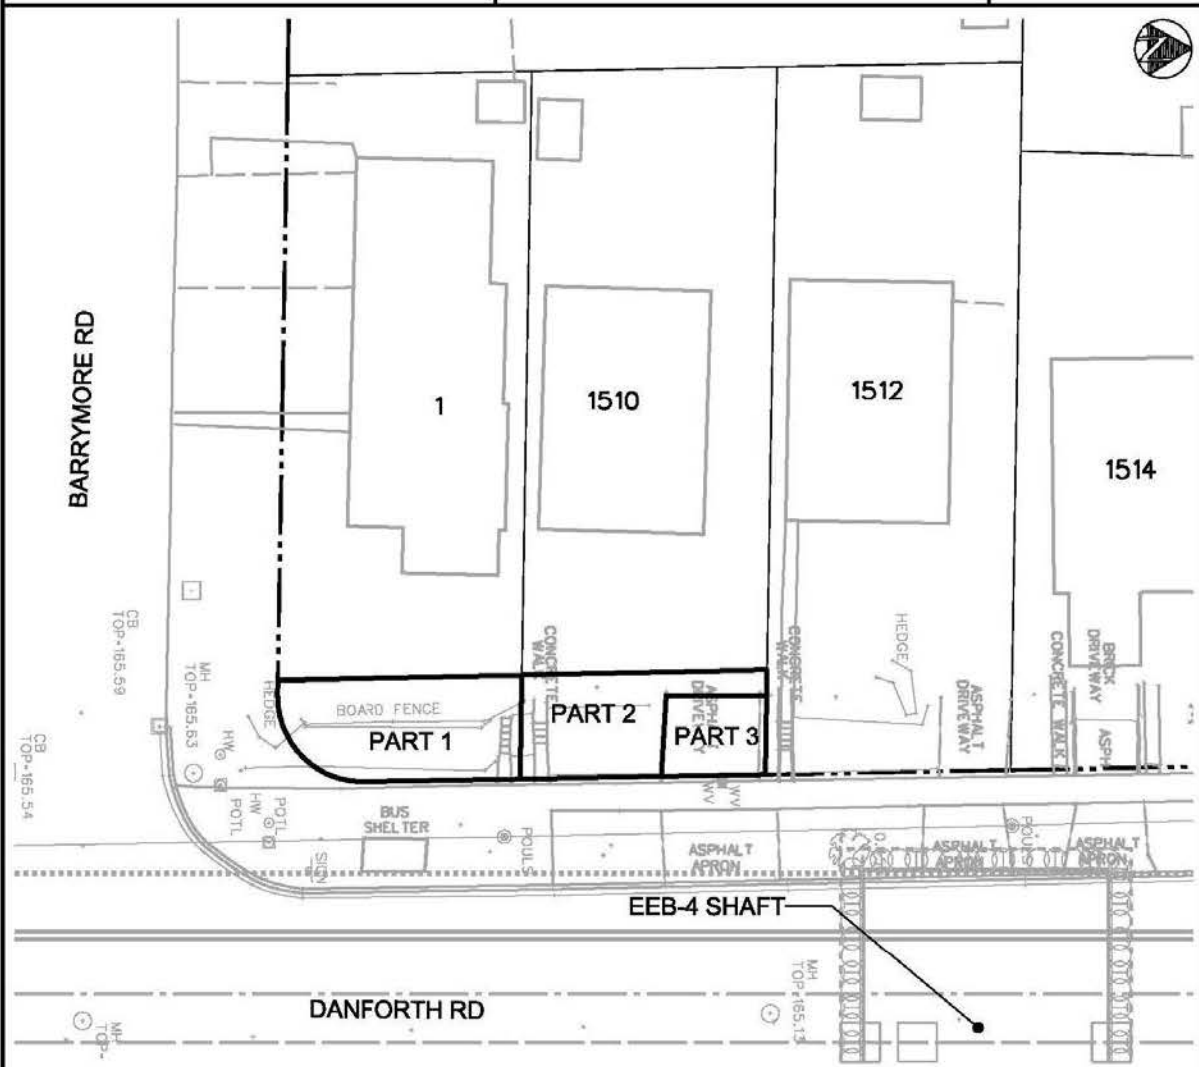 BARRYMORE RD
1
1510
1512
1514
CB
TOP=165.59
MH
TOP=165.63
CB
TOP=165.54
HEDGE
HW
BOARD FENCE
PART 1
CONCRETE
WALK
PART 2
ASPHALT
DRIVEWAY
PART 3
CONCRETE
WALK
HEDGE
ASPHALT
DRIVEWAY
CONCRETE WALK
BRICK
DRIVEWAY
ASPH
WV
WV
POTL
HW
POTL
BUS
SHELTER
SIGN
POULS
ASPHALT
APRON
ASPHALT
APRON
ASPHALT
APRON
EEB-4 SHAFT
DANFORTH RD
MH
TOP=165.13
MH
TOP=